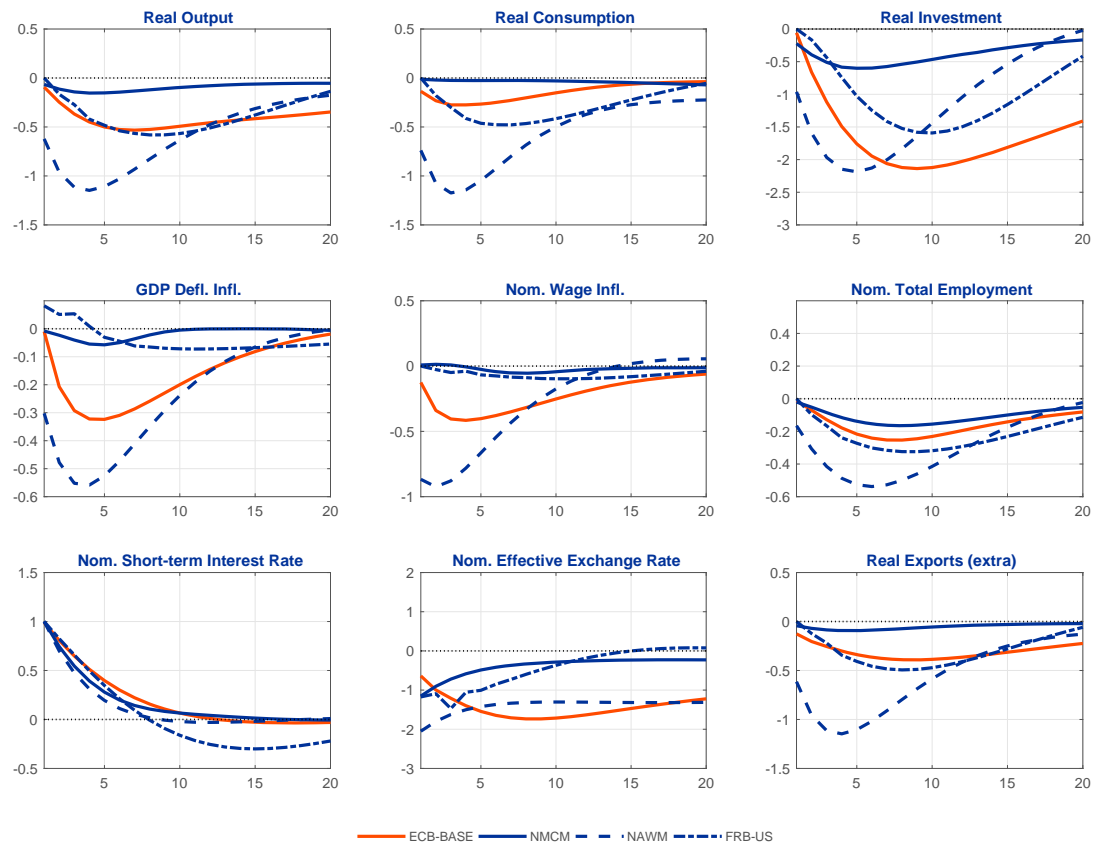 Real Output
0.5
0
-0.5
-1
-1.5
5 10 15 20
Real Consumption
0.5
0
-0.5
-1
-1.5
5 10 15 20
Real Investment
0
-0.5
-1
-1.5
-2
-2.5
-3
5 10 15 20
GDP Defl. Infl.
0
-0.1
-0.2
-0.3
-0.4
-0.5
-0.6
5 10 15 20
Nom. Wage Infl.
0.5
0
-0.5
-1
5 10 15 20
Nom. Total Employment
0.4
0.2
0
-0.2
-0.4
-0.6
5 10 15 20
Nom. Short-term Interest Rate
1.5
1
0.5
0
-0.5
5 10 15 20
Nom. Effective Exchange Rate
2
1
0
-1
-2
-3
5 10 15 20
Real Exports (extra)
0.5
0
-0.5
-1
-1.5
5 10 15 20
ECB-BASE NMCM NAWM FRB-US